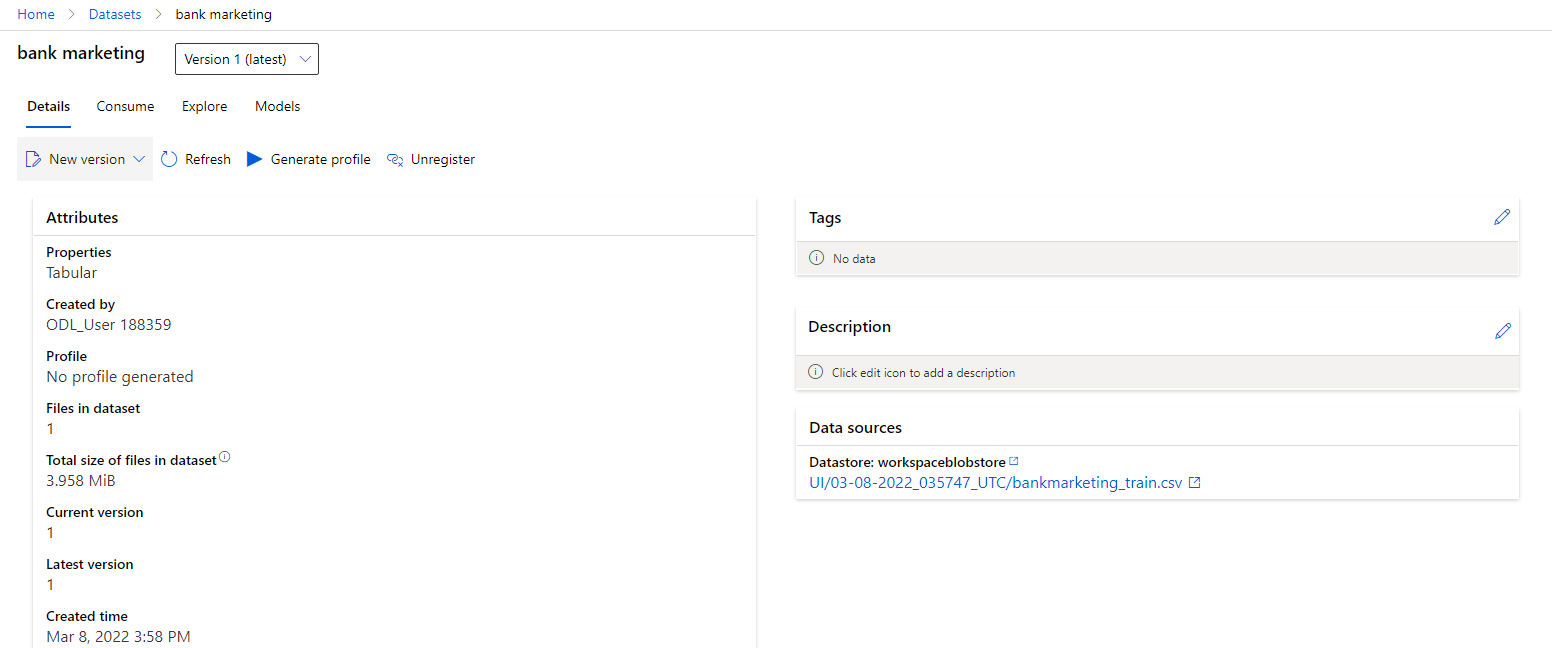 Home > Datasets > bank marketing
bank marketing
Version 1 (latest)
Details Consume Explore Models
New version Refresh Generate profile Unregister
Attributes
Properties
Tabular
Created by
ODL_User 188359
Profile
No profile generated
Files in dataset
1
Total size of files in dataset
3.958 MiB
Current version
1
Latest version
1
Created time
Mar 8, 2022 3:58 PM
Tags
No data
Description
Click edit icon to add a description
Data sources
Datastore: workspaceblobstore
UI/03-08-2022_035747_UTC/bankmarketing_train.csv